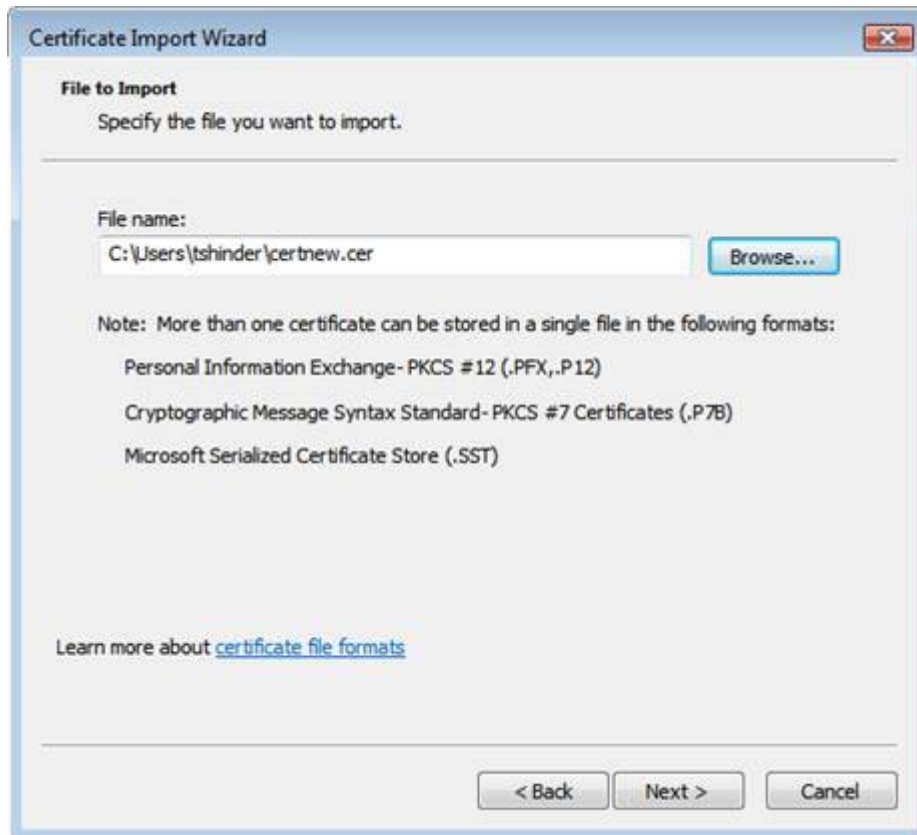 Certificate Import Wizard
File to Import
Specify the file you want to import.
File name:
C:\Users\tshinder\certnew.cer
Browse...
Note: More than one certificate can be stored in a single file in the following formats:
Personal Information Exchange- PKCS #12 (.PFX,.P12)
Cryptographic Message Syntax Standard- PKCS #7 Certificates (.P7B)
Microsoft Serialized Certificate Store (.SST)
Learn more about certificate file formats
< Back
Next >
Cancel